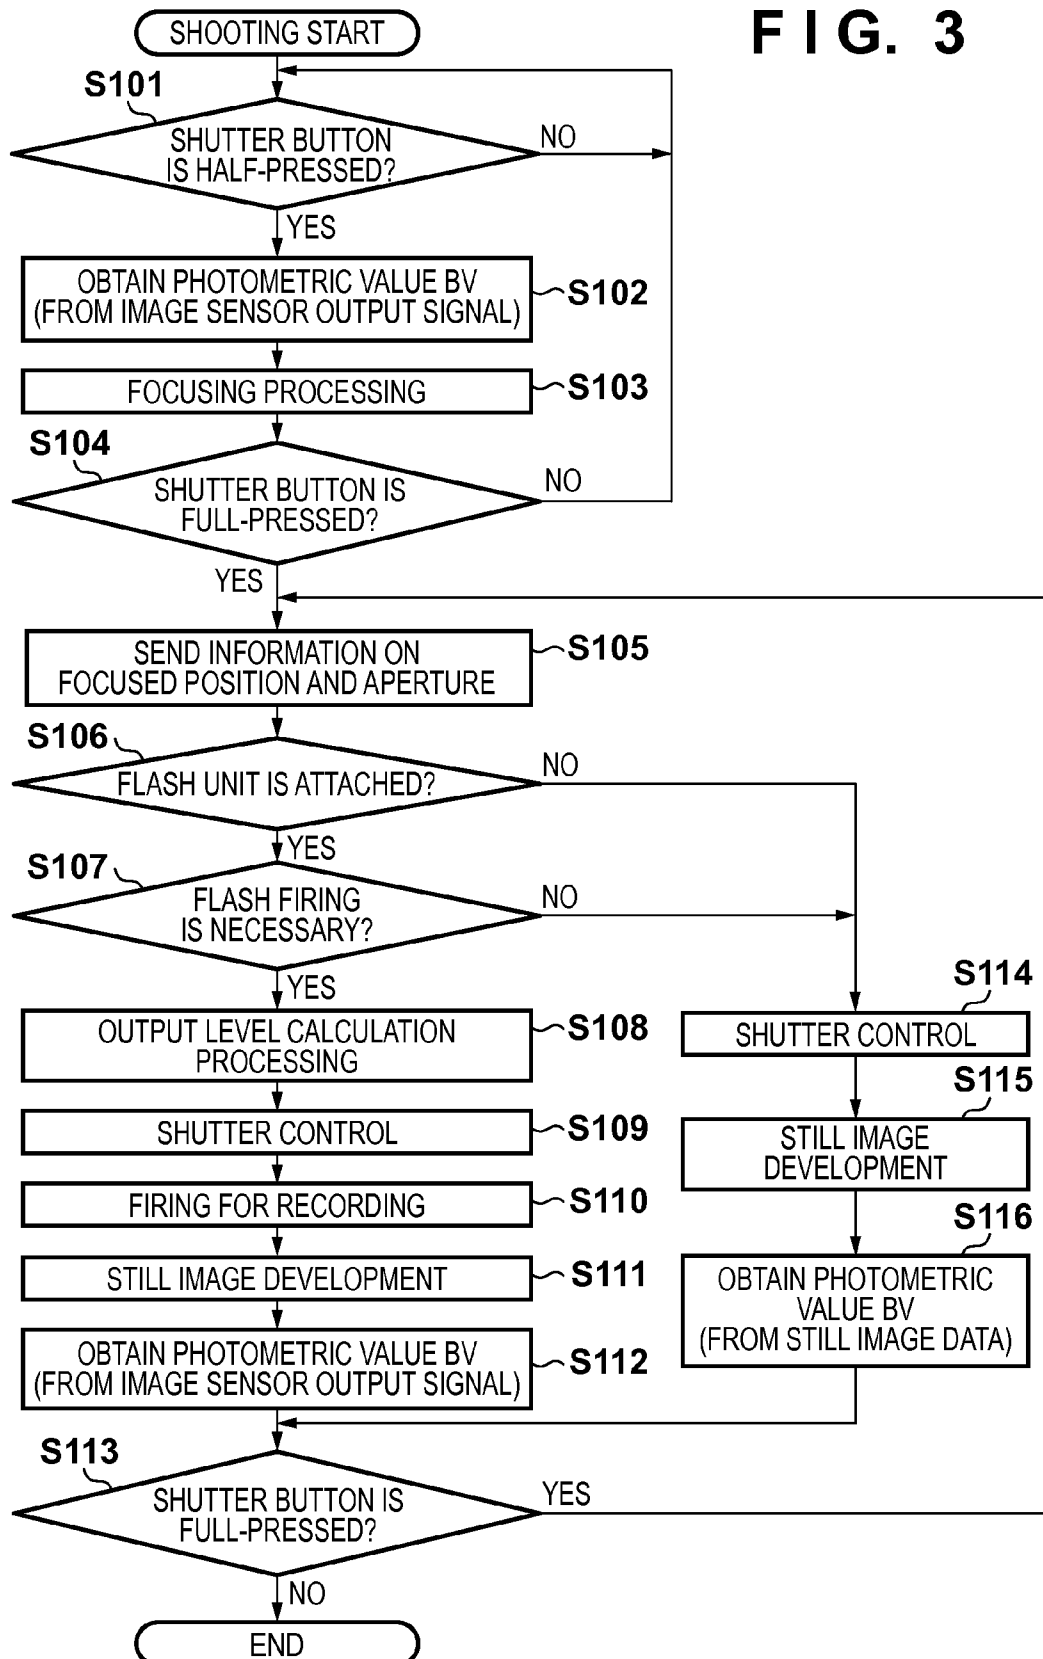 FIG. 3
SHOOTING START
S101
SHUTTER BUTTON
IS HALF-PRESSED?
NO
YES
OBTAIN PHOTOMETRIC VALUE BV
(FROM IMAGE SENSOR OUTPUT SIGNAL)
S102
FOCUSING PROCESSING
S103
S104
SHUTTER BUTTON IS
FULL-PRESSED?
NO
YES
SEND INFORMATION ON
FOCUSED POSITION AND APERTURE
S105
S106
FLASH UNIT IS ATTACHED?
NO
YES
S107
FLASH FIRING
IS NECESSARY?
NO
YES
OUTPUT LEVEL CALCULATION
PROCESSING
S108
SHUTTER CONTROL
S109
FIRING FOR RECORDING
S110
STILL IMAGE DEVELOPMENT
S111
OBTAIN PHOTOMETRIC VALUE BV
(FROM IMAGE SENSOR OUTPUT SIGNAL)
S112
S114
SHUTTER CONTROL
S115
STILL IMAGE
DEVELOPMENT
S116
OBTAIN PHOTOMETRIC
VALUE BV
(FROM STILL IMAGE DATA)
S113
SHUTTER BUTTON IS
FULL-PRESSED?
YES
NO
END